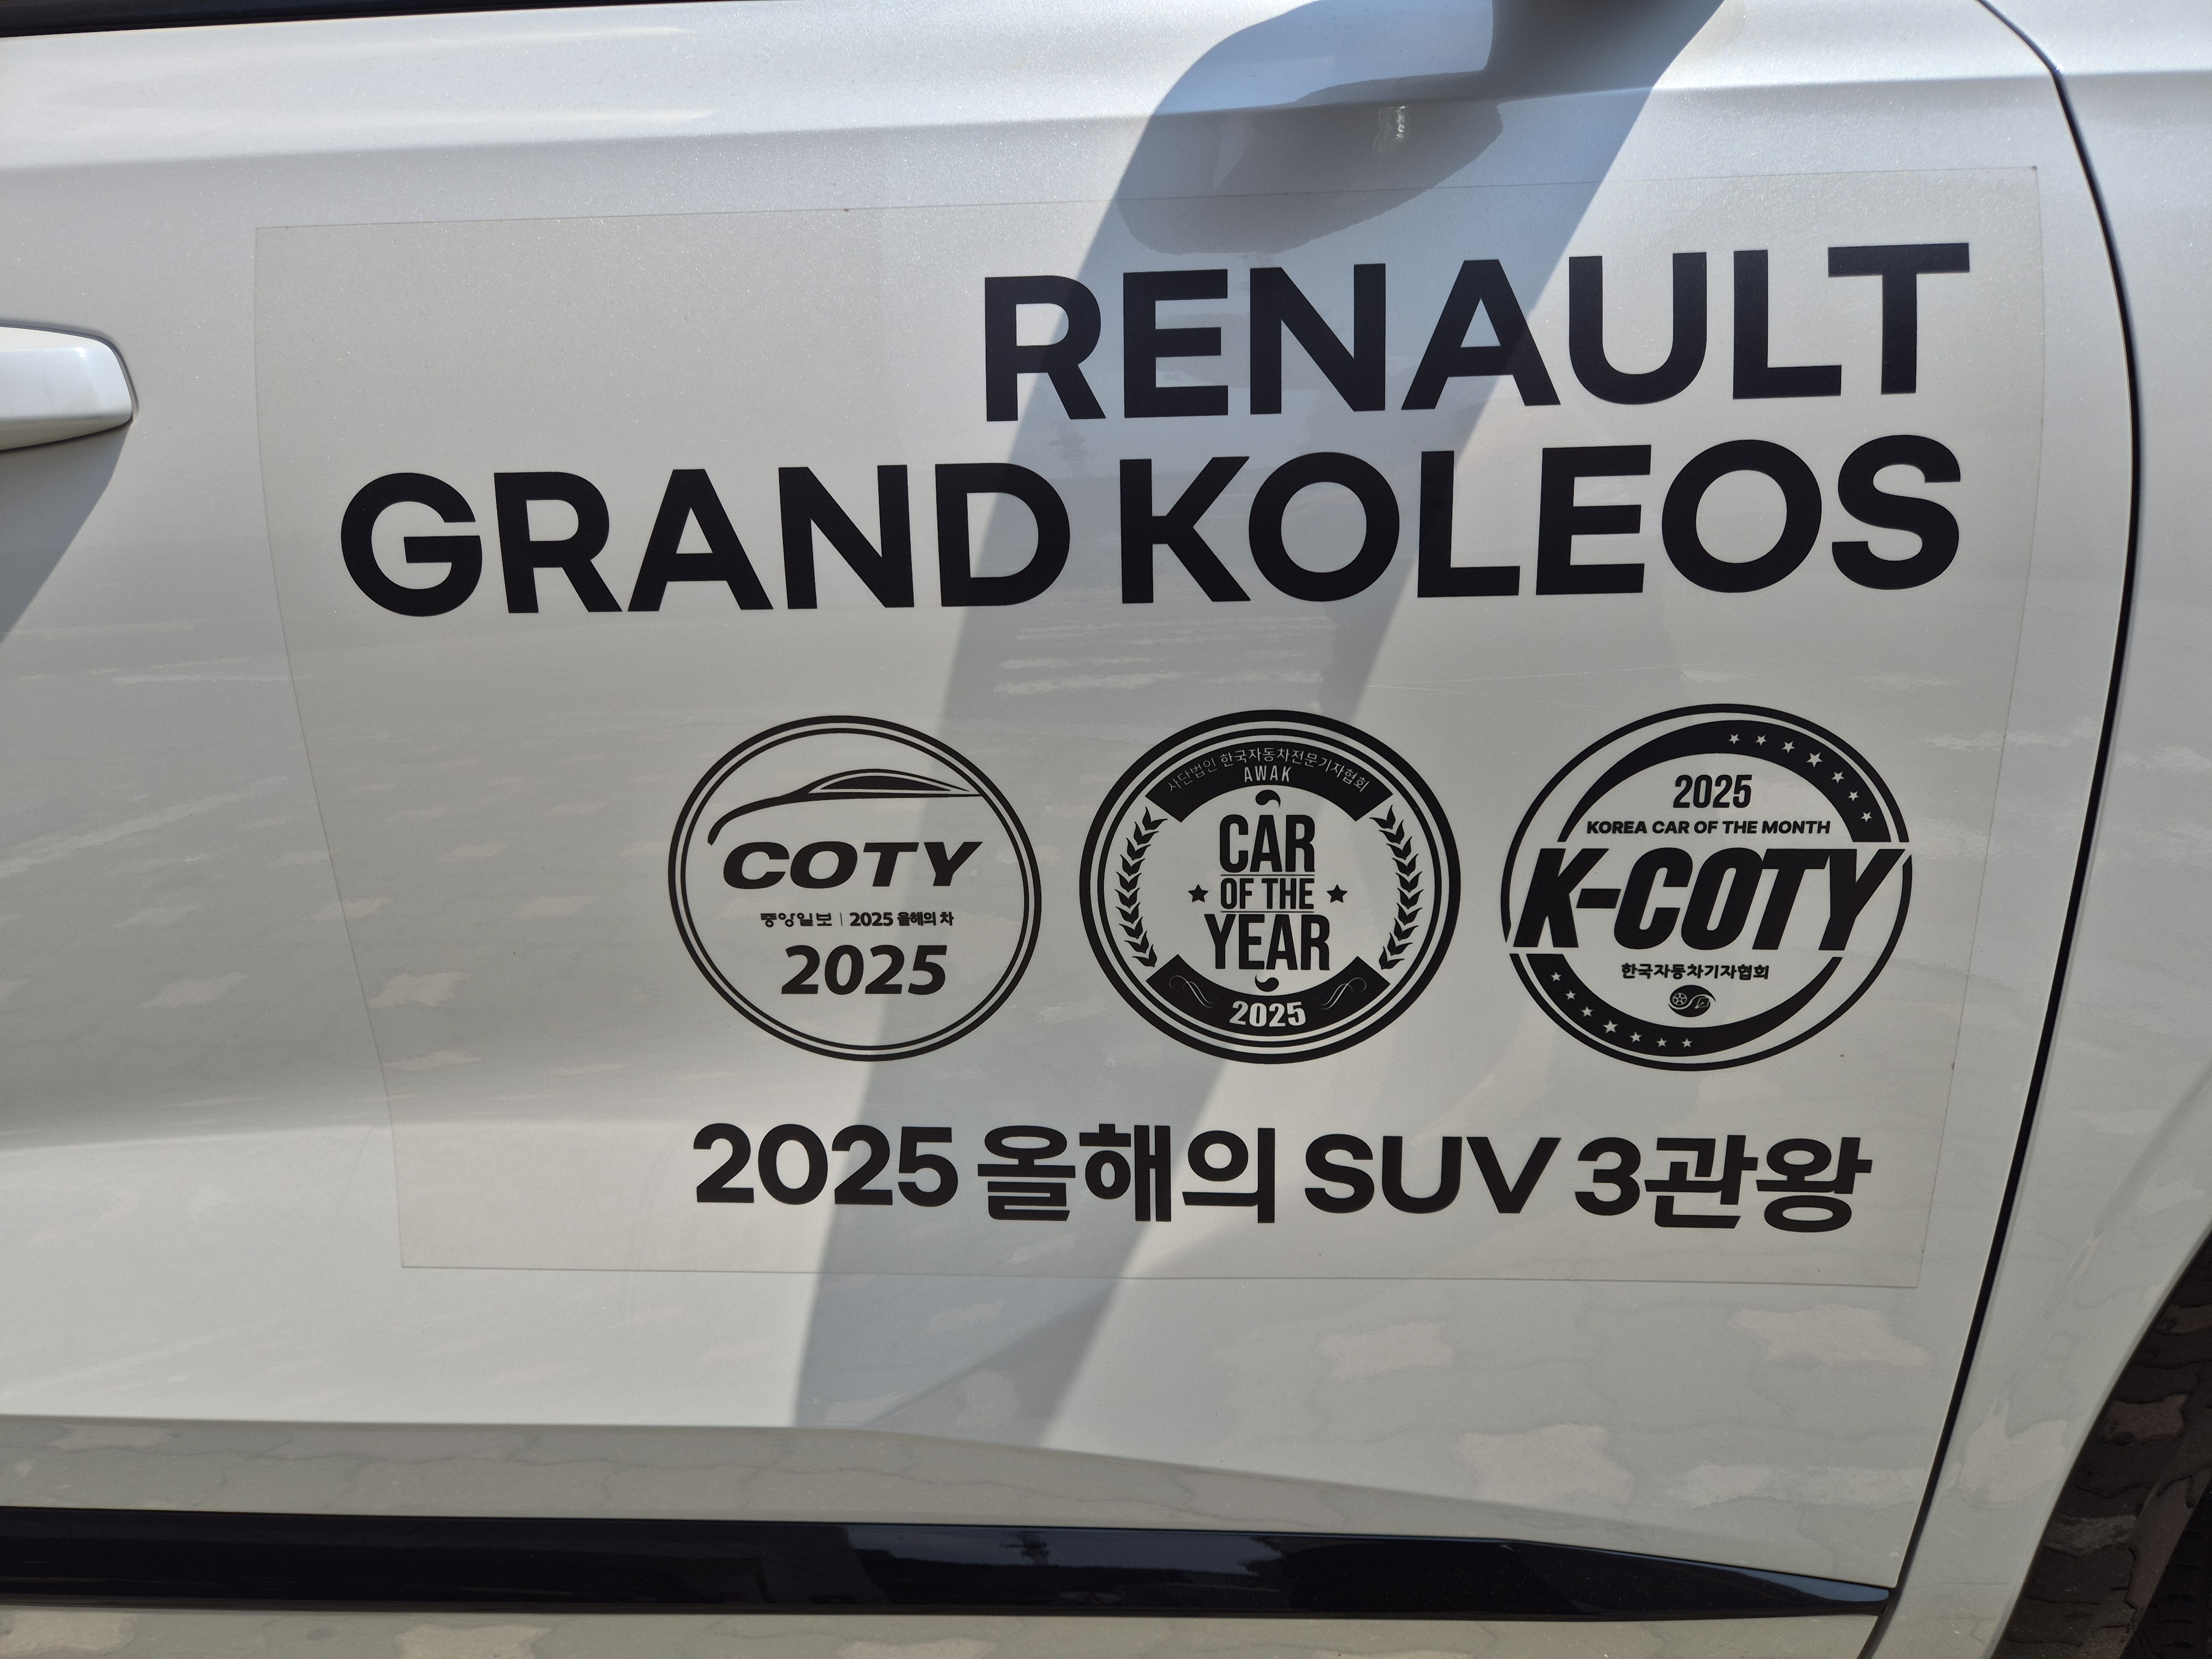 RENAULT
GRAND KOLEOS
COTY
중앙일보 | 2025 올해의 차
2025
사단법인 한국자동차전문기자협회
AWAK
CAR
OF THE
YEAR
2025
2025
KOREA CAR OF THE MONTH
K-COTY
한국자동차기자협회
2025 올해의 SUV 3관왕